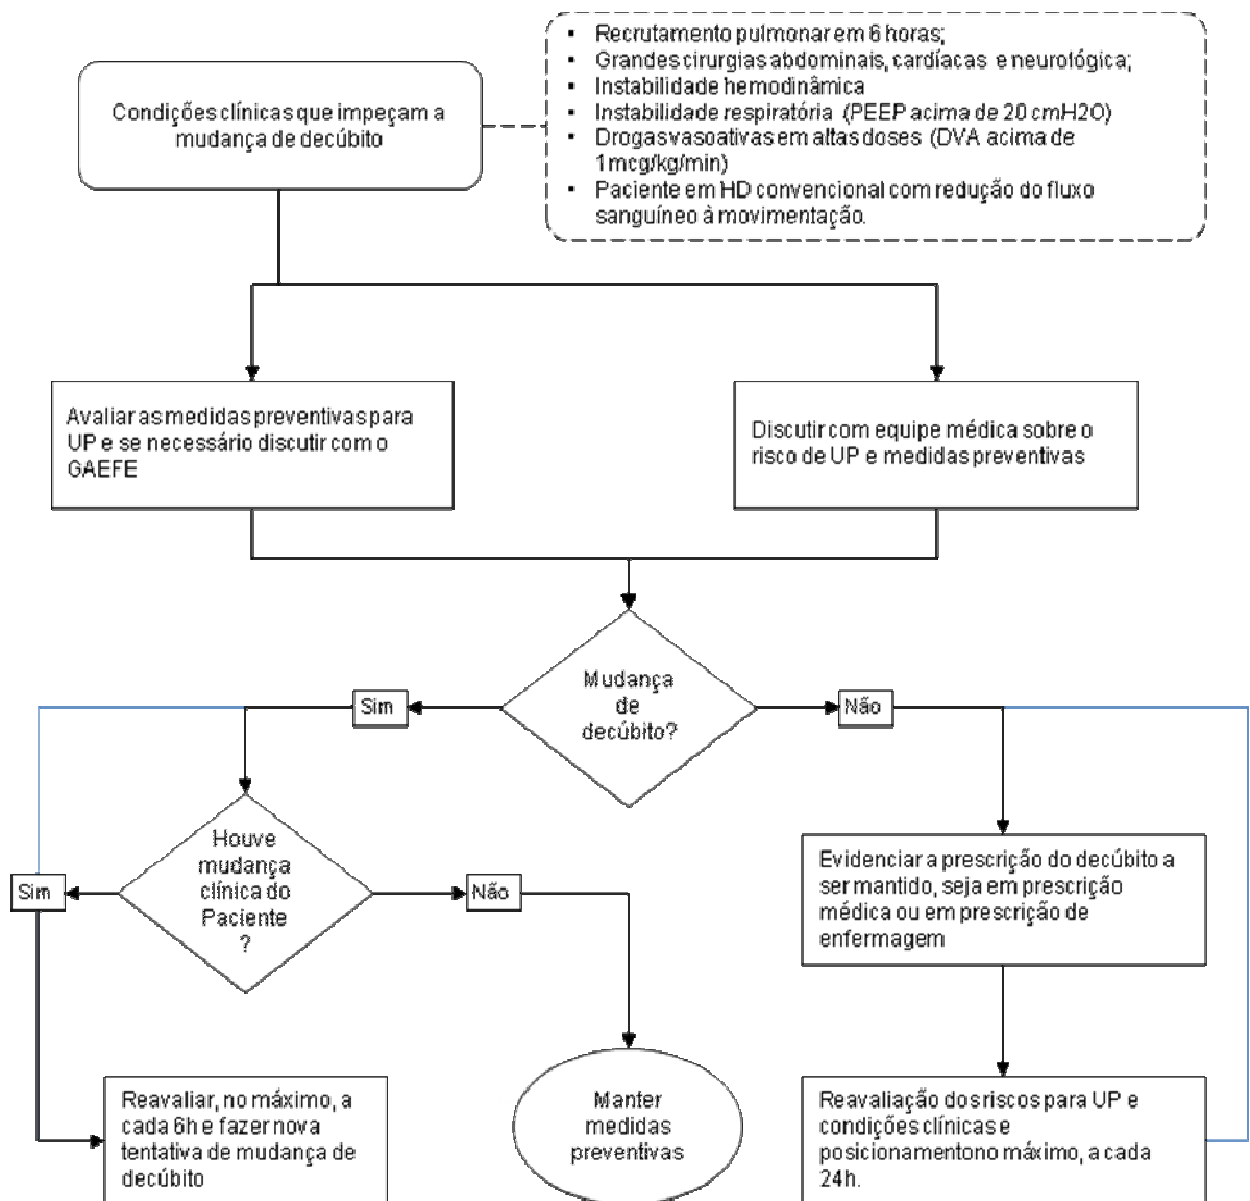 ▪ Recrutamento pulmonar em 6 horas;
▪ Grandes cirurgias abdominais, cardíacas e neurológica;
▪ Instabilidade hemodinâmica
▪ Instabilidade respiratória (PEEP acima de 20 cmH2O)
▪ Drogas vasoativas em altas doses (DVA acima de
1mcg/kg/min)
▪ Paciente em HD convencional com redução do fluxo
sanguíneo à movimentação.
Condições clínicas que impeçam a
mudança de decúbito
Avaliar as medidas preventivas para
UP e se necessário discutir com o
GAEFE
Discutir com equipe médica sobre o
risco de UP e medidas preventivas
Mudança
de
decúbito?
Sim
Não
Houve
mudança
clínica do
Paciente
?
Sim
Não
Evidenciar a prescrição do decúbito a
ser mantido, seja em prescrição
médica ou em prescrição de
enfermagem
Reavaliar, no máximo, a
cada 6h e fazer nova
tentativa de mudança de
decúbito
Manter
medidas
preventivas
Reavaliação dos riscos para UP e
condições clínicas e
posicionamentono máximo, a cada
24h.